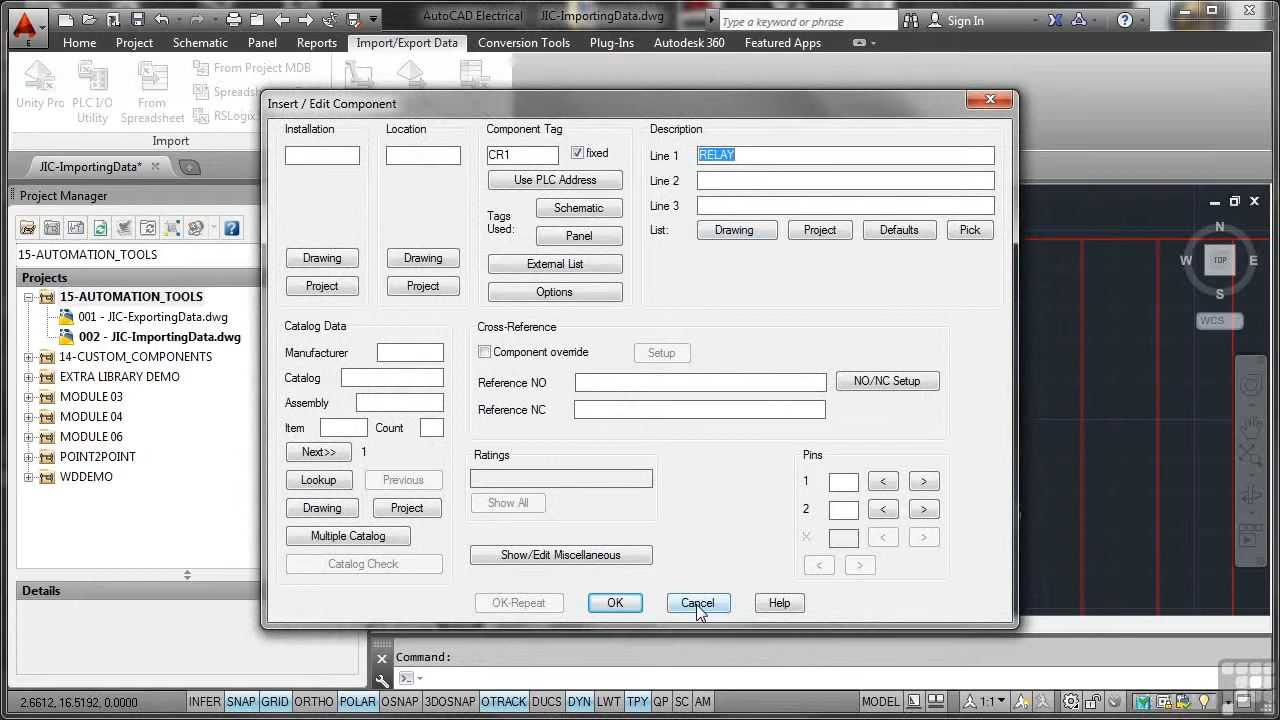 AutoCAD Electrical JIC-ImportingData.dwg
Type a keyword or phrase
Sign In
E
Home Project Schematic Panel Reports Import/Export Data Conversion Tools Plug-Ins Autodesk 360 Featured Apps
From Project MDB
Unity Pro
PLC I/O
Utility
From
Spreadsheet
RSLogix
Import
JIC-ImportingData*
Project Manager
15-AUTOMATION_TOOLS
Projects
15-AUTOMATION_TOOLS
001 - JIC-ExportingData.dwg
002 - JIC-ImportingData.dwg
14-CUSTOM_COMPONENTS
EXTRA LIBRARY DEMO
MODULE 03
MODULE 04
MODULE 06
POINT2POINT
WDDEMO
Details
Insert / Edit Component
Installation
Drawing
Project
Location
Drawing
Project
Component Tag
CR1
fixed
Use PLC Address
Tags
Used:
Schematic
Panel
External List
Options
Description
Line 1 RELAY
Line 2
Line 3
List: Drawing Project Defaults Pick
Catalog Data
Manufacturer
Catalog
Assembly
Item Count
Next>> 1
Lookup Previous
Drawing Project
Multiple Catalog
Catalog Check
Cross-Reference
Component override Setup
Reference NO
NO/NC Setup
Reference NC
Ratings
Show All
Show/Edit Miscellaneous
Pins
1 < >
2 < >
X < >
< >
OK-Repeat OK Cancel Help
N
W TOP E
S
WCS
Command:
2.6612, 16.5192, 0.0000 INFER SNAP GRID ORTHO POLAR OSNAP 3DOSNAP OTRACK DUCS DYN LWT TPY QP SC AM MODEL 1:1